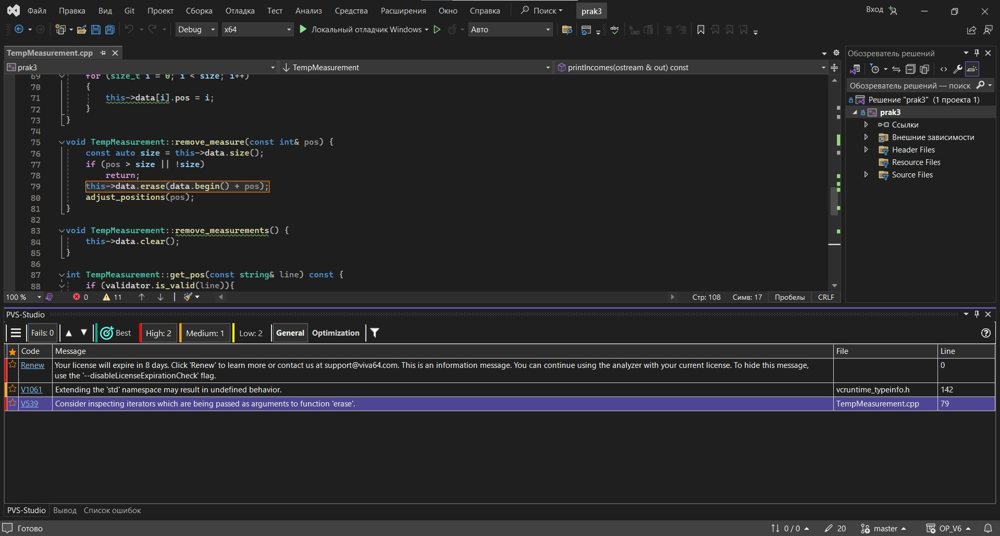 Файл Правка Вид Git Проект Сборка Отладка Тест Анализ Средства Расширения Окно Справка Поиск prak3 Вход
Debug x64 Локальный отладчик Windows Авто abc
TempMeasurement.cpp
prak3 TempMeasurement printIncomes(ostream & out) const
69 for (size_t i = 0; i < size; i++)
70 {
71 this->data[i].pos = i;
72 }
73 }
74
75 void TempMeasurement::remove_measure(const int& pos) {
76 const auto size = this->data.size();
77 if (pos > size || !size)
78 return;
79 this->data.erase(data.begin() + pos);
80 adjust_positions(pos);
81 }
82
83 void TempMeasurement::remove_measurements() {
84 this->data.clear();
85 }
86
87 int TempMeasurement::get_pos(const string& line) const {
88 if (validator.is_valid(line)){
100 % 0 11 Стр: 108 Симв: 17 Пробелы CRLF
Обозреватель решений
Обозреватель решений — поиск
Решение "prak3" (1 проекта 1)
prak3
Ссылки
Внешние зависимости
Header Files
Resource Files
Source Files
PVS-Studio
Fails: 0 Best High: 2 Medium: 1 Low: 2 General Optimization
Code Message File Line
Renew Your license will expire in 8 days. Click 'Renew' to learn more or contact us at support@viva64.com. This is an information message. You can continue using the analyzer with your current license. To hide this message, 0
use the '--disableLicenseExpirationCheck' flag.
V1061 Extending the 'std' namespace may result in undefined behavior. vcruntime_typeinfo.h 142
V539 Consider inspecting iterators which are being passed as arguments to function 'erase'. TempMeasurement.cpp 79
PVS-Studio Вывод Список ошибок
Готово 0 / 0 20 master OP_V6